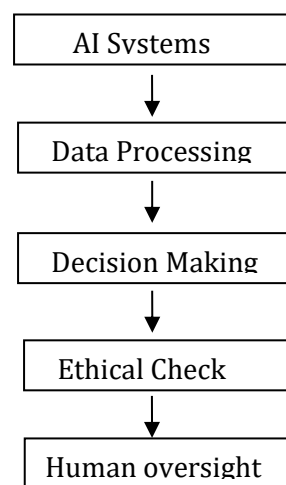 AI Systems
Data Processing
Decision Making
Ethical Check
Human oversight